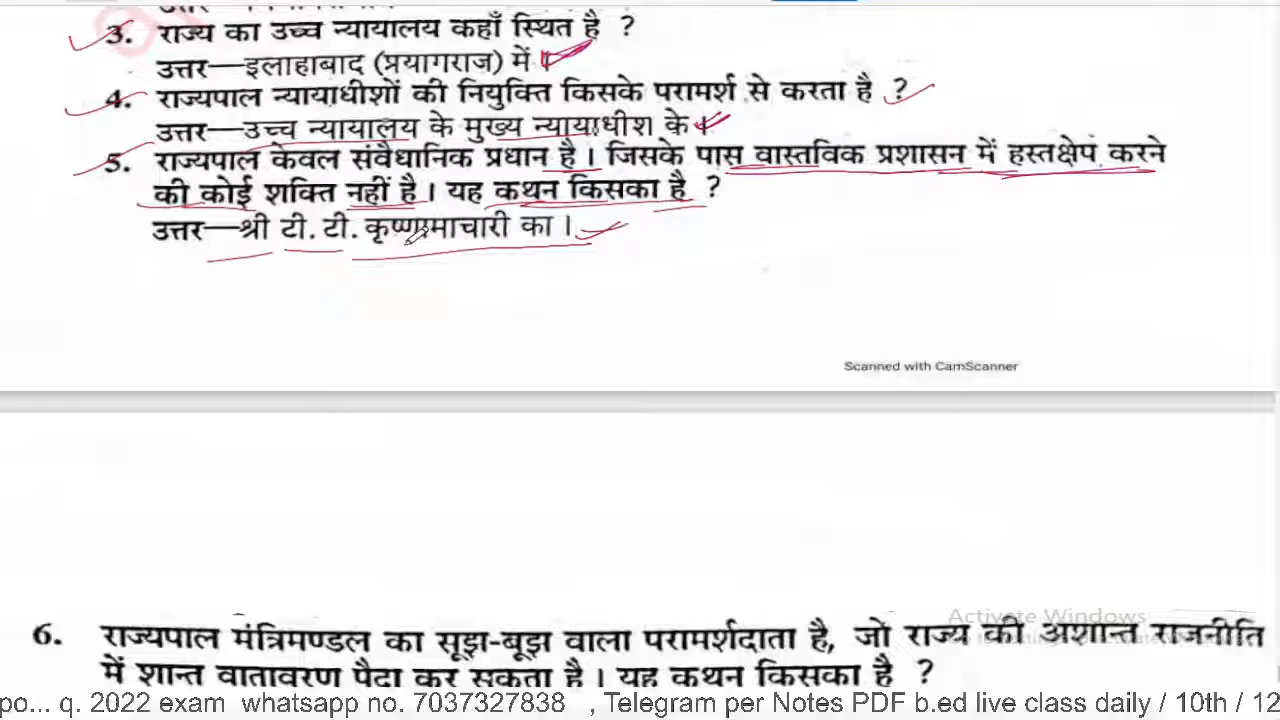 3. राज्य का उच्च न्यायालय कहाँ स्थित है ?
उत्तर—इलाहाबाद (प्रयागराज) में।
4. राज्यपाल न्यायाधीशों की नियुक्ति किसके परामर्श से करता है ?
उत्तर—उच्च न्यायालय के मुख्य न्यायाधीश के।
5. राज्यपाल केवल संवैधानिक प्रधान है। जिसके पास वास्तविक प्रशासन में हस्तक्षेप करने
की कोई शक्ति नहीं है। यह कथन किसका है ?
उत्तर—श्री टी. टी. कृष्णामाचारी का।
Scanned with CamScanner
Activate Windows
6. राज्यपाल मंत्रिमण्डल का सूझ-बूझ वाला परामर्शदाता है, जो राज्य की अशान्त राजनीति
में शान्त वातावरण पैदा कर सकता है। यह कथन किसका है ?
po... q. 2022 exam whatsapp no. 7037327838 , Telegram per Notes PDF b.ed live class daily / 10th / 12